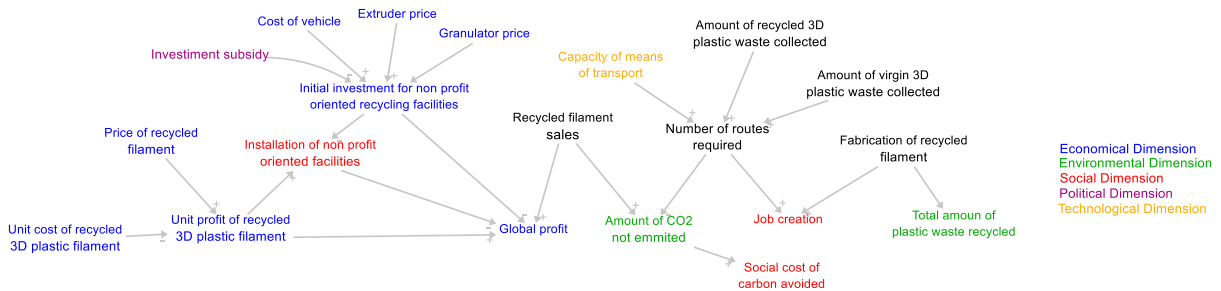 Cost of vehicle
Extruder price
Granulator price
Investiment subsidy
Initial investment for non profit
oriented recycling facilities
Price of recycled
filament
Installation of non profit
oriented facilities
Unit cost of recycled
3D plastic filament
Unit profit of recycled
3D plastic filament
Global profit
Recycled filament
sales
Capacity of means
of transport
Amount of recycled 3D
plastic waste collected
Amount of virgin 3D
plastic waste collected
Number of routes
required
Fabrication of recycled
filament
Amount of CO2
not emmited
Job creation
Total amoun of
plastic waste recycled
Social cost of
carbon avoided
Economical Dimension
Environmental Dimension
Social Dimension
Political Dimension
Technological Dimension